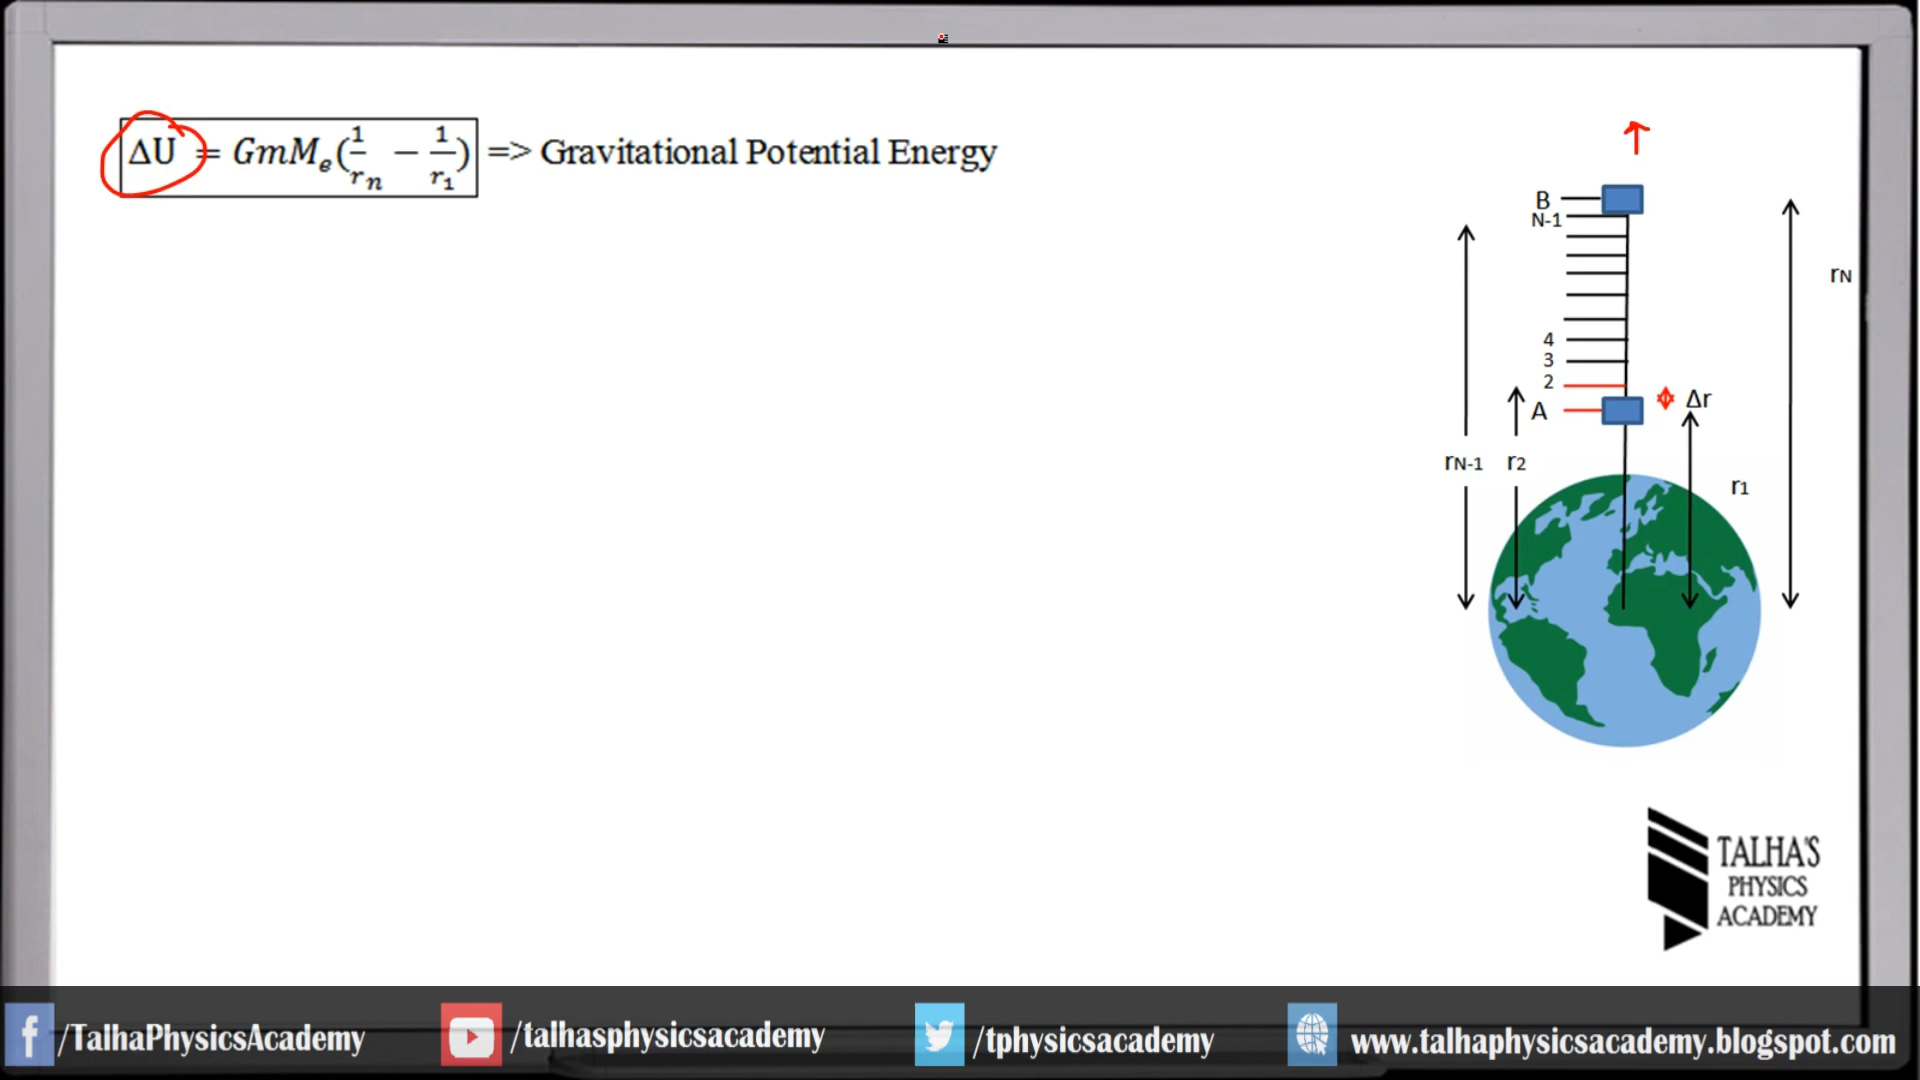 ΔU = GmMₑ(1/rₙ − 1/r₁) => Gravitational Potential Energy
B
N-1
rN
4
3
2
A
Δr
rN-1
r2
r1
TALHA'S
PHYSICS
ACADEMY
/TalhaPhysicsAcademy
/talhasphysicsacademy
/tphysicsacademy
www.talhaphysicsacademy.blogspot.com